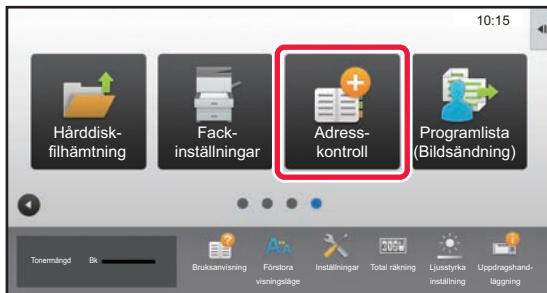 10:15
Hårddisk-
filhämtning
Fack-
inställningar
Adress-
kontroll
Programlista
(Bildsändning)
Tonermängd Bk
Bruksanvisning
Förstora
visningsläge
Inställningar
Total räkning
Ljusstyrka
inställning
Uppdragshand-
läggning